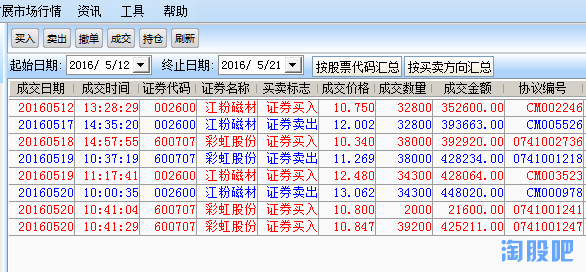 展市场行情 资讯 工具 帮助
买入 卖出 撤单 成交 持仓 刷新
起始日期: 2016/ 5/12 终止日期: 2016/ 5/21 按股票代码汇总 按买卖方向汇总
成交日期 成交时间 证券代码 证券名称 买卖标志 成交价格 成交数量 成交金额 协议编号
20160512 13:28:29 002600 江粉磁材 证券买入 10.750 32800 352600.00 CM002246
20160517 14:35:20 002600 江粉磁材 证券卖出 12.002 32800 393663.00 CM005526
20160518 14:57:55 600707 彩虹股份 证券买入 10.340 38000 392920.00 0741002736
20160519 10:37:19 600707 彩虹股份 证券卖出 11.269 38000 428234.00 0741001218
20160519 11:17:41 002600 江粉磁材 证券买入 12.480 34300 428064.00 CM003523
20160520 10:00:35 002600 江粉磁材 证券卖出 13.062 34300 448020.00 CM000978
20160520 10:41:04 600707 彩虹股份 证券买入 10.800 2000 21600.00 0741001241
20160520 10:41:29 600707 彩虹股份 证券买入 10.847 39200 425211.00 0741001247
淘股吧